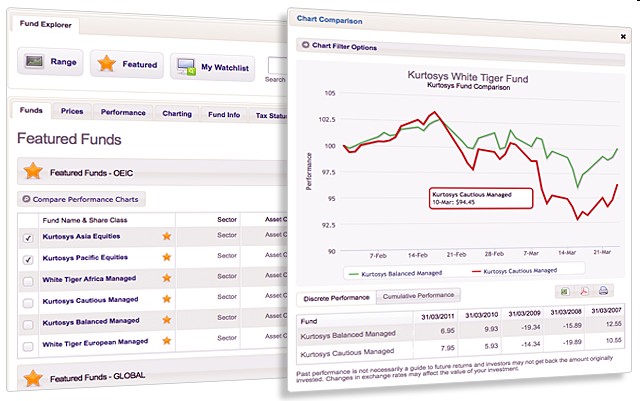 Fund Explorer
Range
Featured
My Watchlist
Search
Funds
Prices
Performance
Charting
Fund Info
Tax Status
Featured Funds
Featured Funds - OEIC
Compare Performance Charts
Fund Name & Share Class Sector Asset C
Kurtosys Asia Equities Sector Asset C
Kurtosys Pacific Equities Sector Asset C
White Tiger Africa Managed Sector Asset C
Kurtosys Cautious Managed Sector Asset C
Kurtosys Balanced Managed Sector Asset C
White Tiger European Managed Sector Asset C
Featured Funds - GLOBAL
Chart Comparison
Chart Filter Options
Kurtosys White Tiger Fund
Kurtosys Fund Comparison
Performance
105
102.5
100
97.5
95
92.5
90
Kurtosys Cautious Managed
10-Mar: $94.45
7-Feb 14-Feb 21-Feb 28-Feb 7-Mar 14-Mar 21-Mar
Kurtosys Balanced Managed Kurtosys Cautious Managed
Discrete Performance Cumulative Performance
Fund 31/03/2011 31/03/2010 31/03/2009 31/03/2008 31/03/2007
Kurtosys Balanced Managed 6.95 9.93 -19.34 -15.89 12.55
Kurtosys Cautious Managed 7.95 5.93 -14.34 -19.89 10.55
Past performance is not necessarily a guide to future returns and investors may not get back the amount originally
invested. Changes in exchange rates may affect the value of your investment.